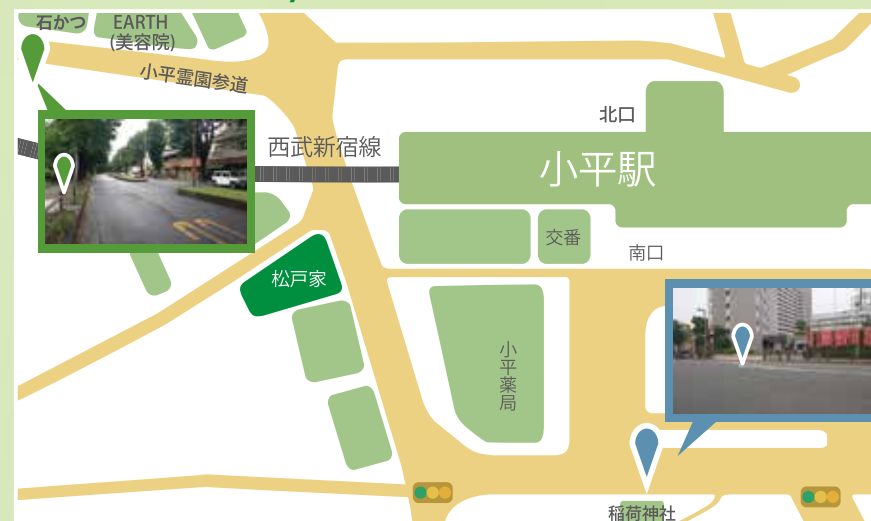 石かつ
EARTH
(美容院)
小平霊園参道
北口
西武新宿線
小平駅
交番
南口
松戸家
小平薬局
稲荷神社